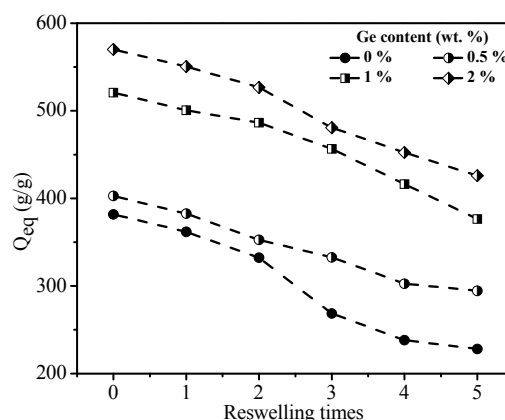 600
500
400
300
200
Qeq (g/g)
Ge content (wt. %)
0 % 0.5 %
1 % 2 %
0 1 2 3 4 5
Reswelling times